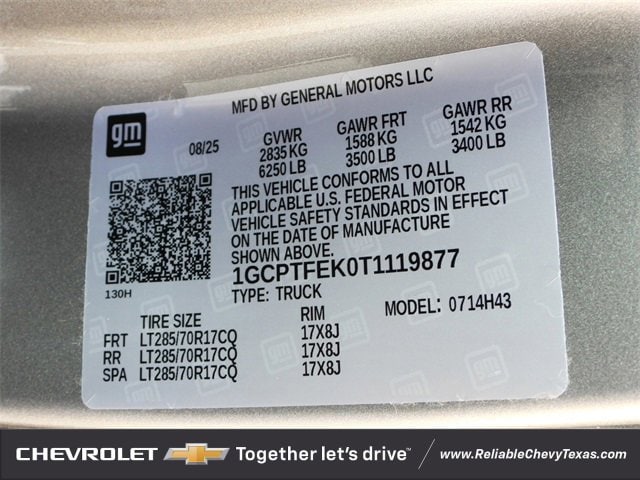 MFD BY GENERAL MOTORS LLC
gm
08/25
GVWR GAWR FRT GAWR RR
2835 KG 1588 KG 1542 KG
6250 LB 3500 LB 3400 LB
THIS VEHICLE CONFORMS TO ALL
APPLICABLE U.S. FEDERAL MOTOR
VEHICLE SAFETY STANDARDS IN EFFECT
ON THE DATE OF MANUFACTURE
SHOWN ABOVE.
130H
1GCPTFEK0T1119877
TYPE: TRUCK MODEL: 0714H43
TIRE SIZE RIM
FRT LT285/70R17CQ 17X8J
RR LT285/70R17CQ 17X8J
SPA LT285/70R17CQ 17X8J
CHEVROLET Together let's drive™ www.ReliableChevyTexas.com